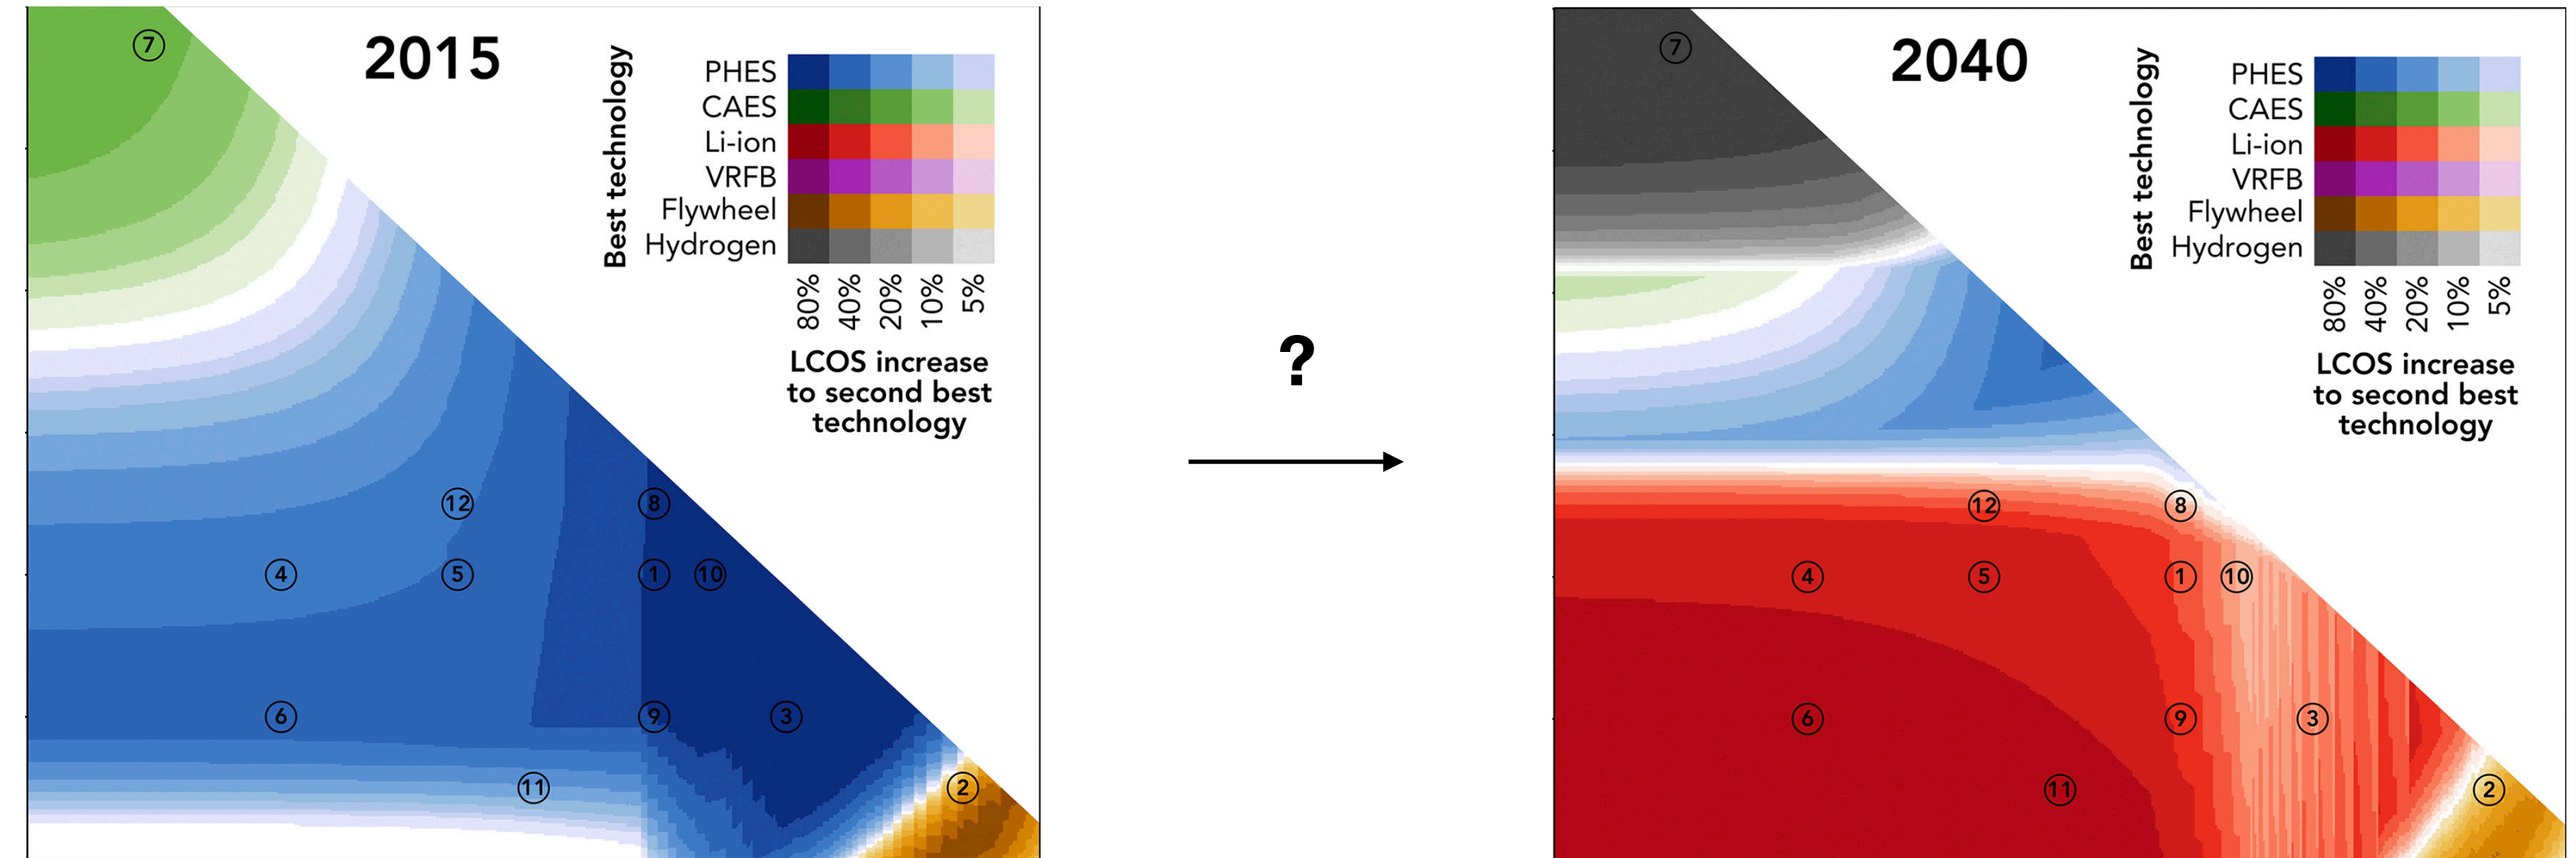 2015
Best technology
PHES
CAES
Li-ion
VRFB
Flywheel
Hydrogen
80% 40% 20% 10% 5%
LCOS increase
to second best
technology
7
12 8
4 5 1 10
6 9 3
11 2
?
2040
Best technology
PHES
CAES
Li-ion
VRFB
Flywheel
Hydrogen
80% 40% 20% 10% 5%
LCOS increase
to second best
technology
7
12 8
4 5 1 10
6 9 3
11 2